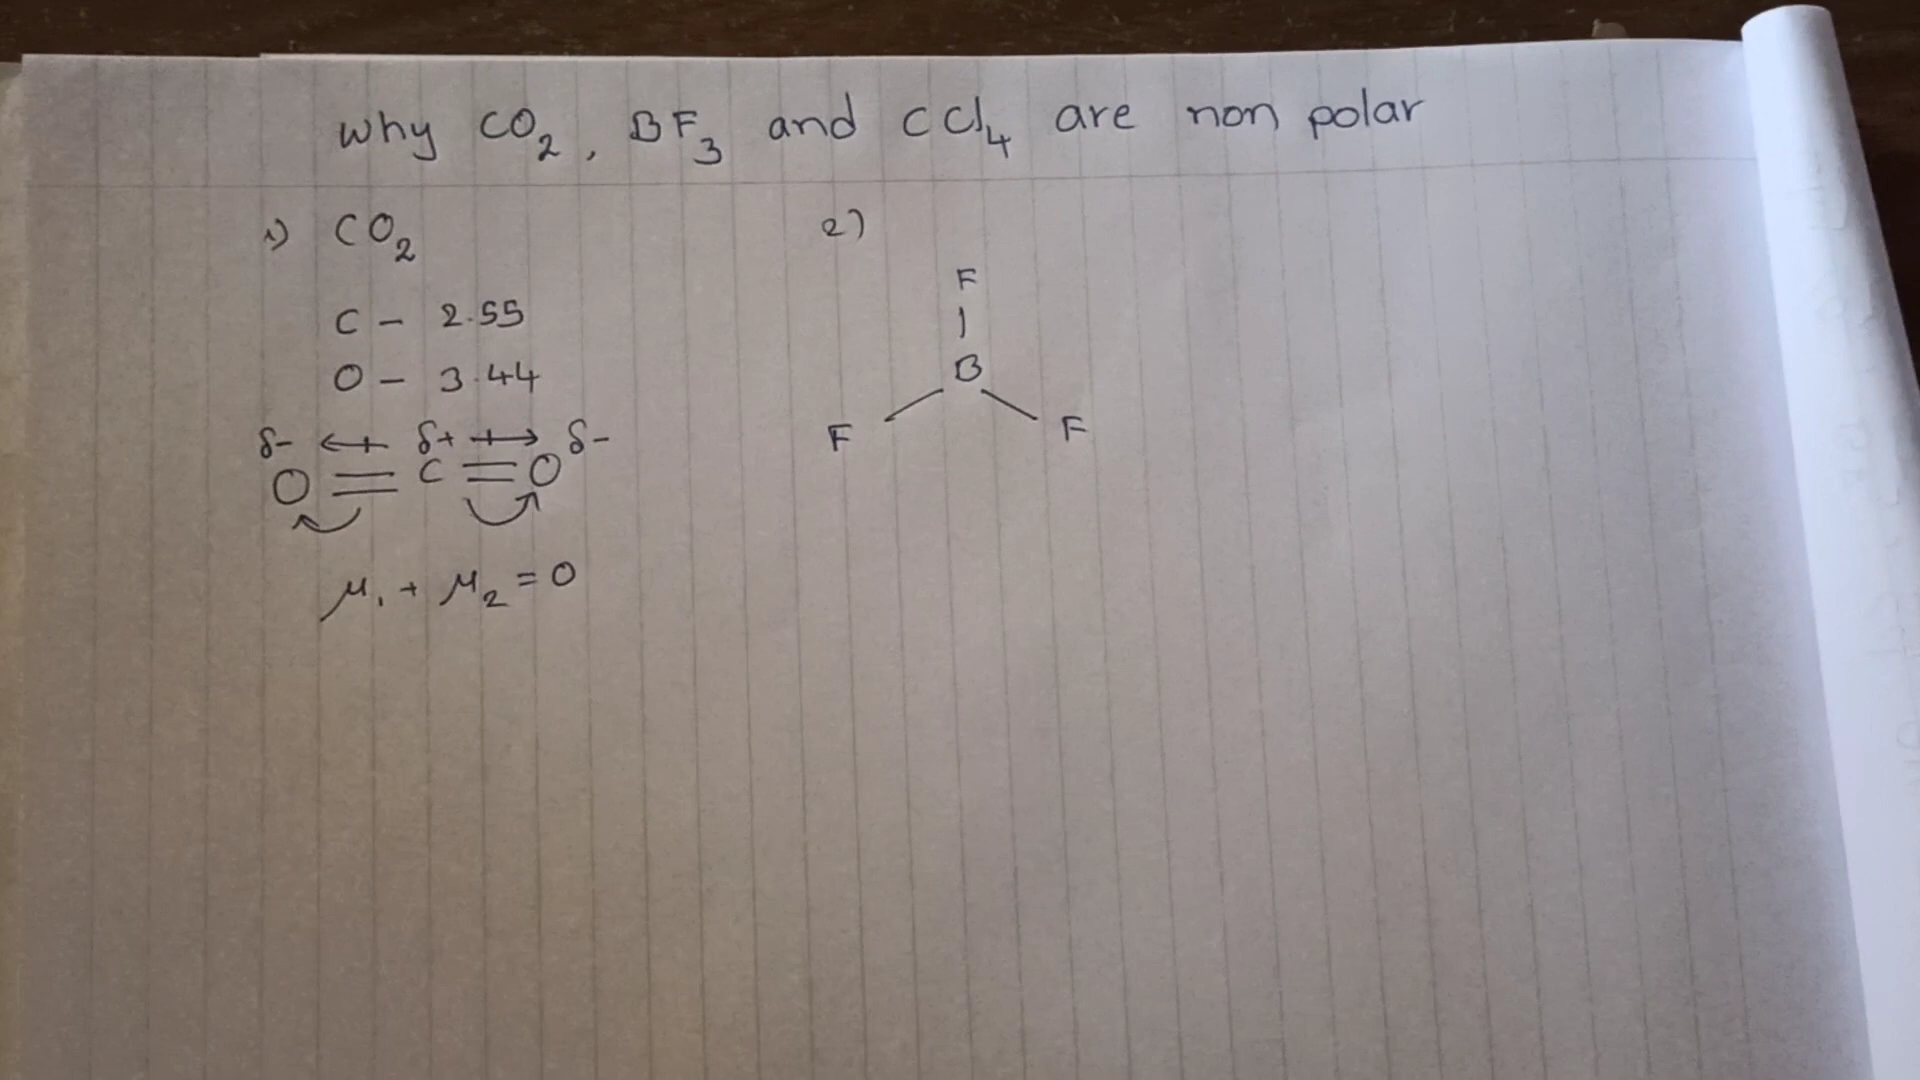 why CO₂, BF₃ and CCl₄ are non polar
1) CO₂
C - 2.55
O - 3.44
δ- δ+ δ-
O = C = O
μ₁ + μ₂ = 0
2)
F
B
F F